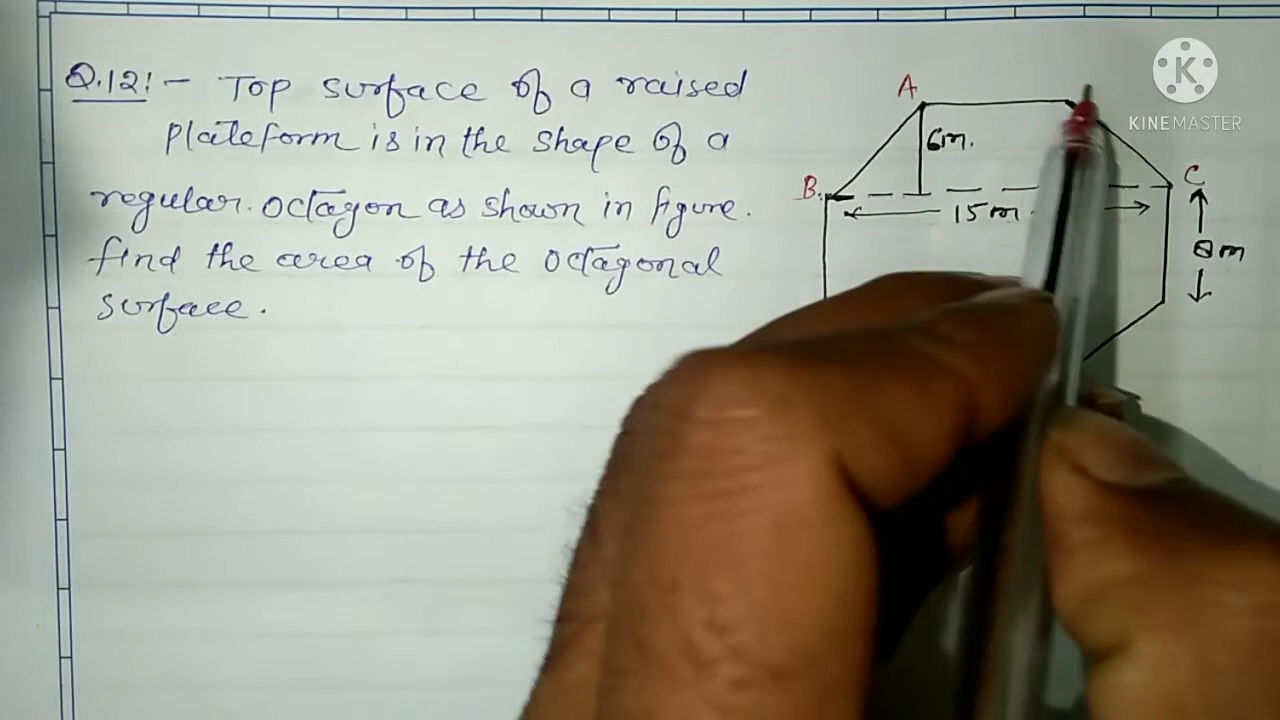 Q.12:- Top surface of a raised
plateform is in the shape of a
regular. octagon as shown in figure.
find the area of the octagonal
surface.
A
6m.
B.
C
15m.
8m
K
KINEMASTER